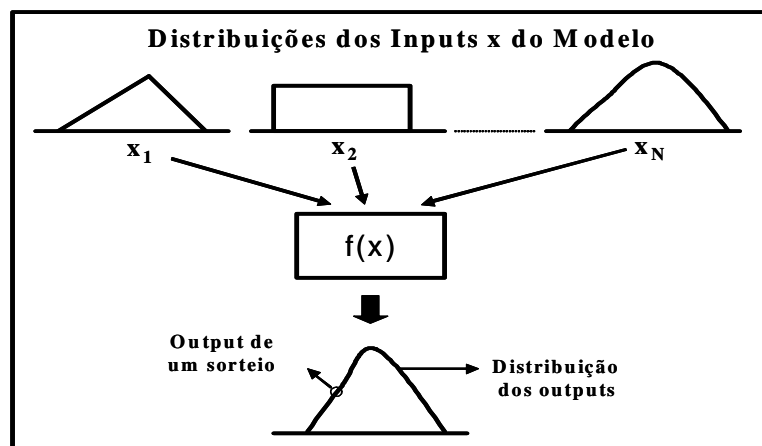 Distribuições dos Inputs x do Modelo
x1
x2
xN
f(x)
Output de
um sorteio
Distribuição
dos outputs